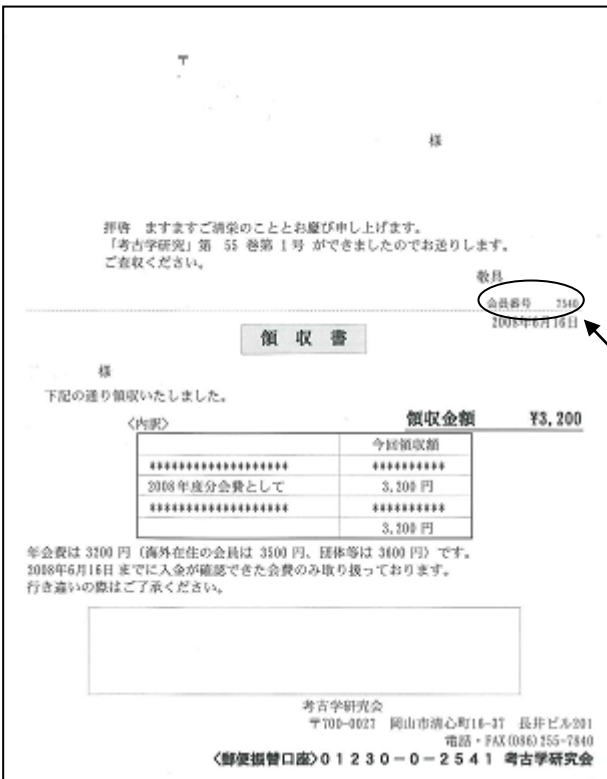 〒
様
拝啓 ますますご清栄のこととお慶び申し上げます。
「考古学研究」第 55 巻第 1 号 ができましたのでお送りします。
ご査収ください。
敬具
会員番号 7540
2008年6月16日
領 収 書
様
下記の通り領収いたしました。
〈内訳〉 領収金額 ¥3,200
今回領収額
******************* **********
2008年度分会費として 3,200 円
******************* **********
3,200 円
年会費は 3200 円（海外在住の会員は 3500 円、団体等は 3600 円）です。
2008年6月16日 までに入金が確認できた会費のみ取り扱っております。
行き違いの際はご了承ください。
考古学研究会
〒700-0027 岡山市清心町16-37 長井ビル201
電話・FAX(086)255-7840
〈郵便振替口座〉01230－0－2541 考古学研究会